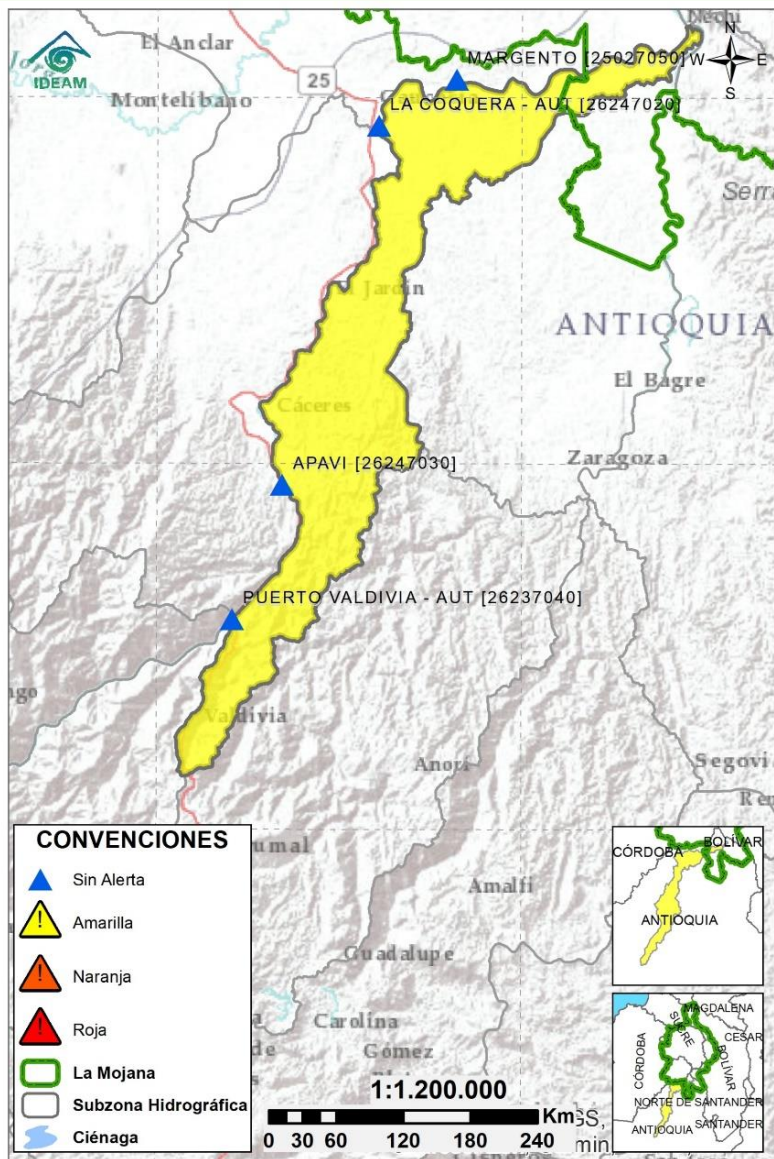 Nechí
El Anclar
IDEAM
N
W E
S
MARGENTO [25027050]
25
Montelíbano
LA COQUERA - AUT [26247020]
El Jardín
ANTIOQUIA
El Bagre
Cáceres
Zaragoza
APAVI [26247030]
PUERTO VALDIVIA - AUT [26237040]
Valdivia
Anorí
Amalfi
Guadalupe
Carolina
Gómez
CONVENCIONES
Sin Alerta
Amarilla
Naranja
Roja
La Mojana
Subzona Hidrográfica
Ciénaga
1:1.200.000
Km
0 30 60 120 180 240
CÓRDOBA
BOLÍVAR
ANTIOQUIA
MAGDALENA
SUCRE
CESAR
CÓRDOBA
BOLÍVAR
NORTE DE SANTANDER
SANTANDER
ANTIOQUIA